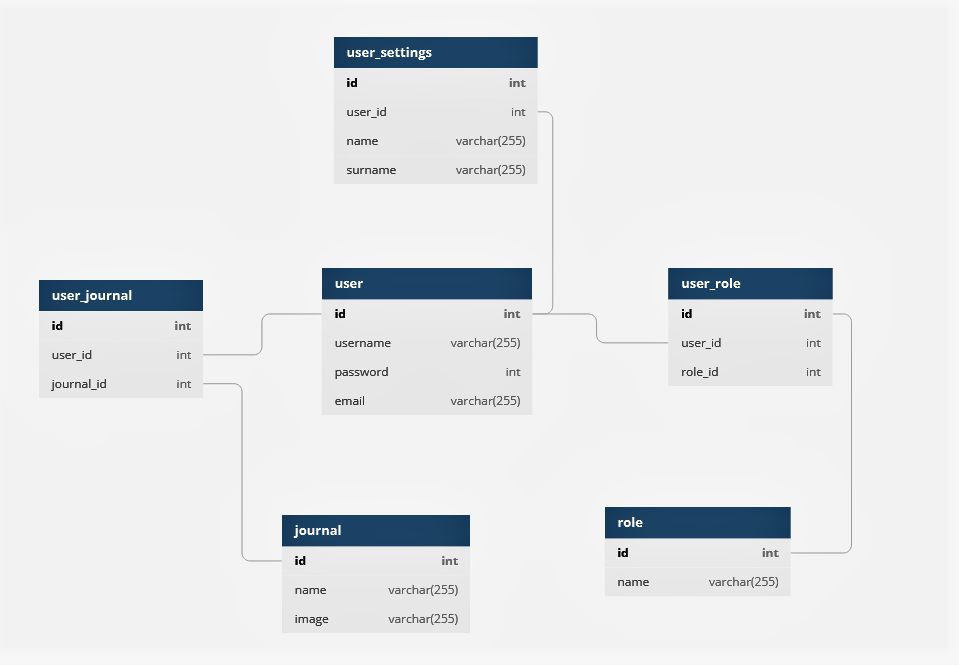 user_settings
id int
user_id int
name varchar(255)
surname varchar(255)
user_journal
id int
user_id int
journal_id int
user
id int
username varchar(255)
password int
email varchar(255)
user_role
id int
user_id int
role_id int
journal
id int
name varchar(255)
image varchar(255)
role
id int
name varchar(255)